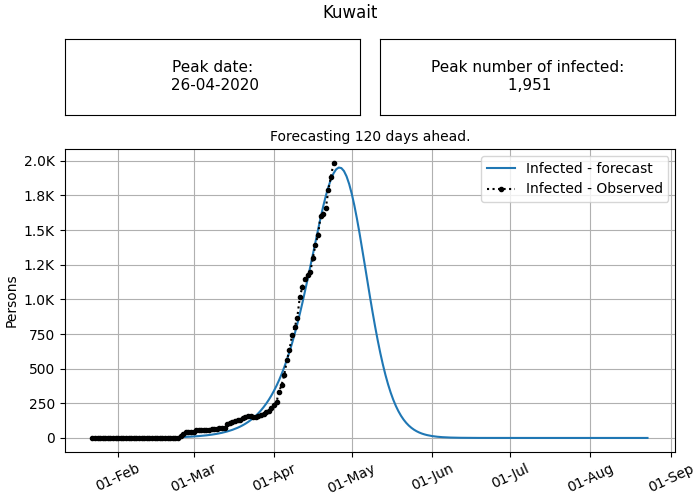 Kuwait
Peak date:
26-04-2020
Peak number of infected:
1,951
Forecasting 120 days ahead.
Infected - forecast
Infected - Observed
Persons
2.0K
1.8K
1.5K
1.2K
1.0K
750
500
250
0
01-Feb
01-Mar
01-Apr
01-May
01-Jun
01-Jul
01-Aug
01-Sep